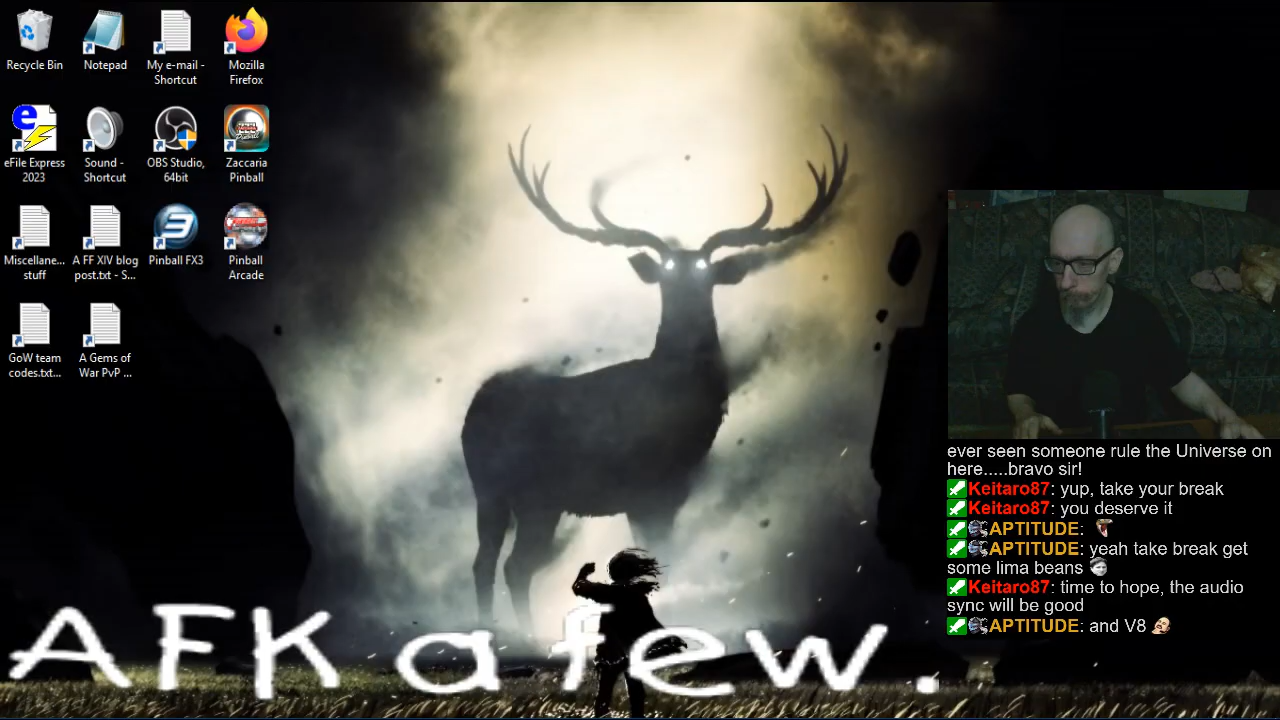 Recycle Bin
Notepad
My e-mail -
Shortcut
Mozilla
Firefox
eFile Express
2023
Sound -
Shortcut
OBS Studio,
64bit
Zaccaria
Pinball
Miscellane...
stuff
A FF XIV blog
post.txt - S...
Pinball FX3
Pinball
Arcade
GoW team
codes.txt...
A Gems of
War PvP ...
ever seen someone rule the Universe on
here.....bravo sir!
Keitaro87: yup, take your break
Keitaro87: you deserve it
APTITUDE:
APTITUDE: yeah take break get
some lima beans
Keitaro87: time to hope, the audio
sync will be good
APTITUDE: and V8
AFK a few.